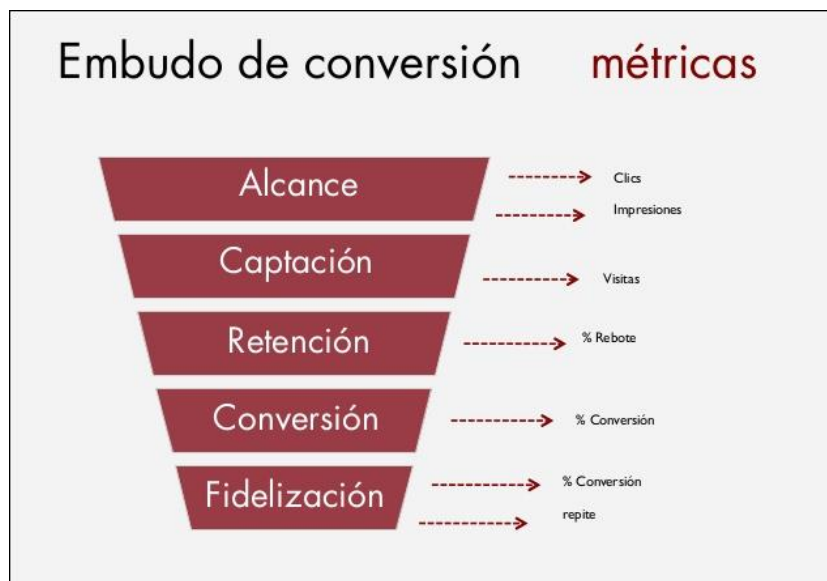 Embudo de conversión métricas
Alcance
Clics
Impresiones
Captación
Visitas
Retención
% Rebote
Conversión
% Conversión
Fidelización
% Conversión
repite